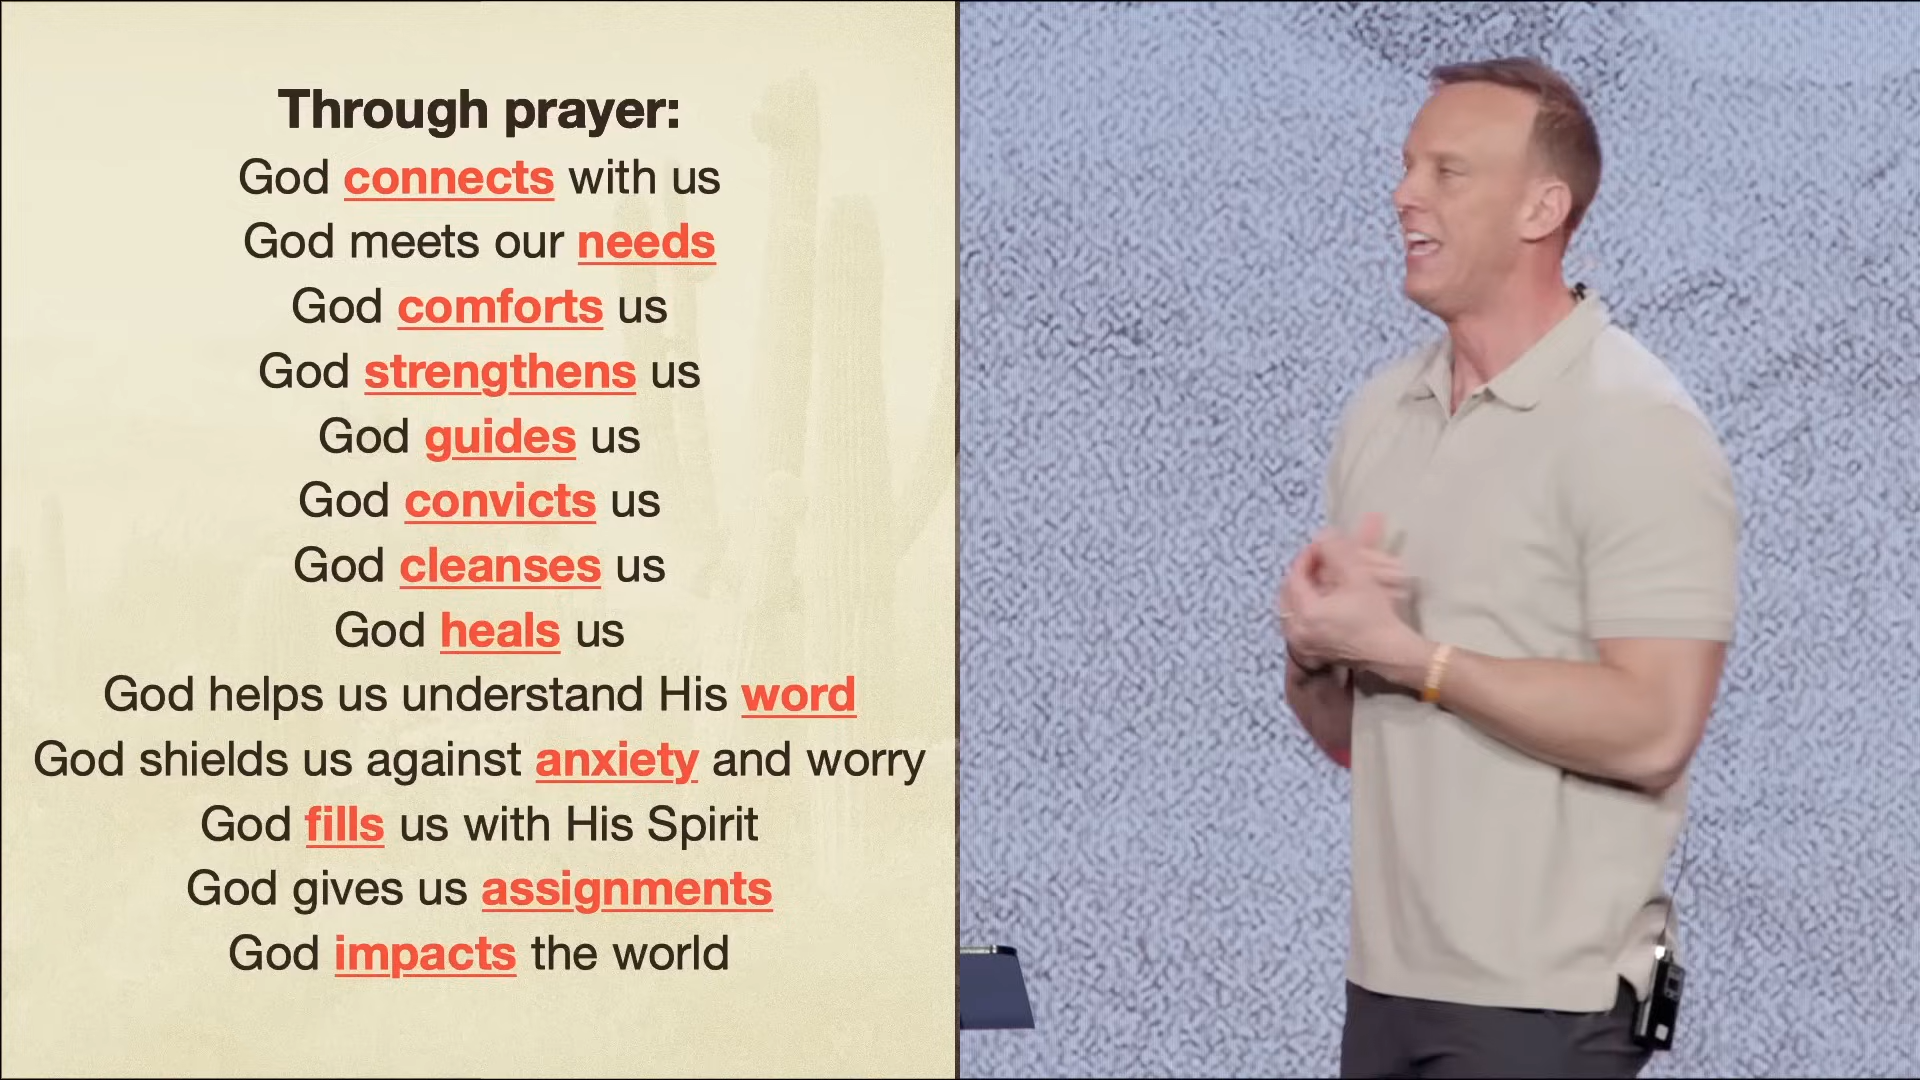 Through prayer:
God connects with us
God meets our needs
God comforts us
God strengthens us
God guides us
God convicts us
God cleanses us
God heals us
God helps us understand His word
God shields us against anxiety and worry
God fills us with His Spirit
God gives us assignments
God impacts the world